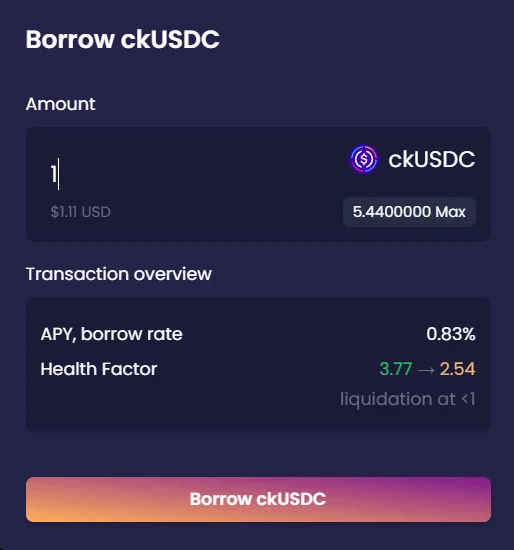 Borrow ckUSDC
Amount
1
ckUSDC
$1.11 USD
5.4400000 Max
Transaction overview
APY, borrow rate 0.83%
Health Factor 3.77 → 2.54
liquidation at <1
Borrow ckUSDC